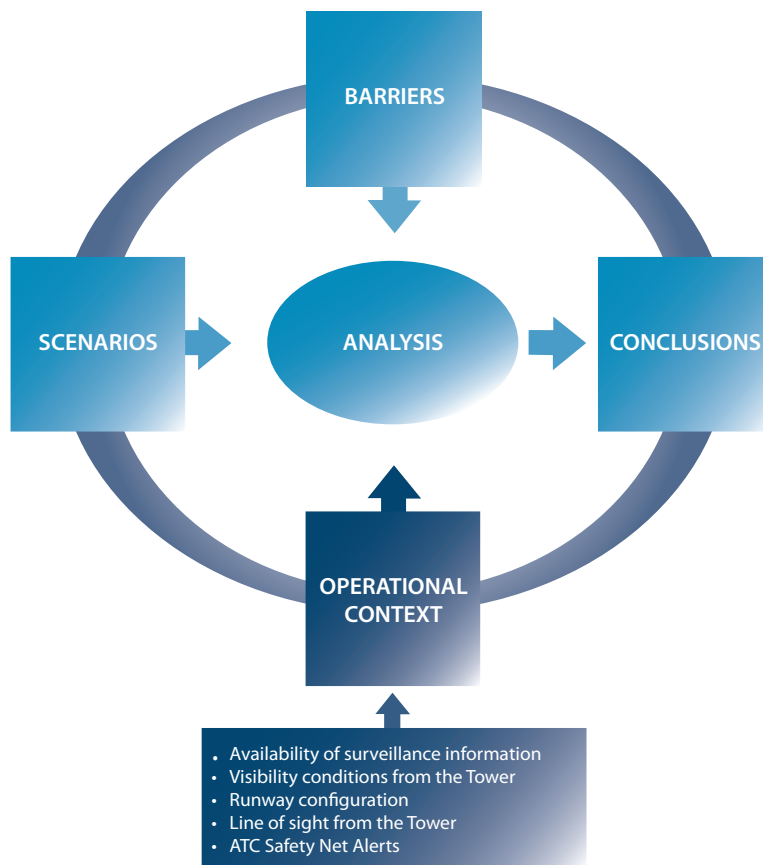 BARRIERS
SCENARIOS
ANALYSIS
CONCLUSIONS
OPERATIONAL
CONTEXT
• Availability of surveillance information
• Visibility conditions from the Tower
• Runway configuration
• Line of sight from the Tower
• ATC Safety Net Alerts